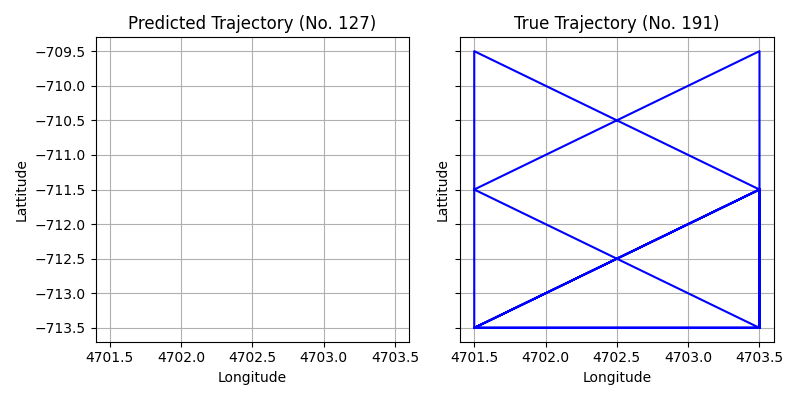 Predicted Trajectory (No. 127)
True Trajectory (No. 191)
−709.5
−710.0
−710.5
−711.0
−711.5
−712.0
−712.5
−713.0
−713.5
Lattitude
Lattitude
4701.5 4702.0 4702.5 4703.0 4703.5
4701.5 4702.0 4702.5 4703.0 4703.5
Longitude
Longitude